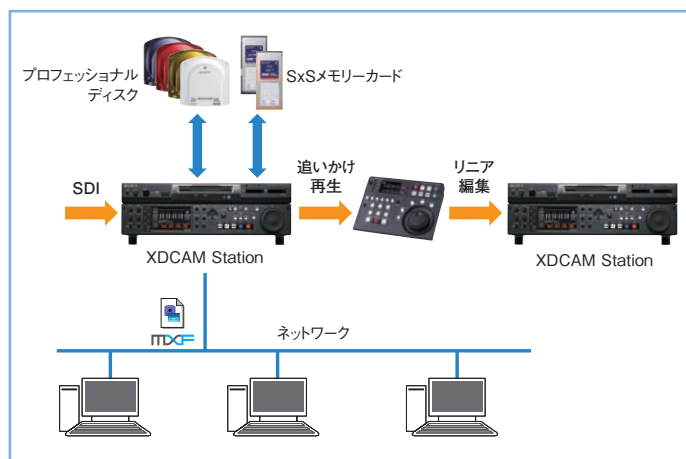 プロフェッショナル
ディスク
SxSメモリーカード
SDI
追いかけ
再生
リニア
編集
XDCAM Station
XDCAM Station
MXF
ネットワーク